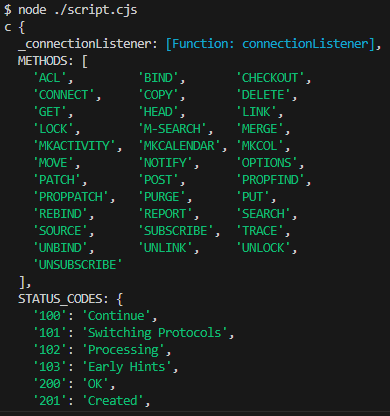 $ node ./script.cjs
c {
  _connectionListener: [Function: connectionListener],
  METHODS: [
    'ACL',         'BIND',       'CHECKOUT',
    'CONNECT',     'COPY',       'DELETE',
    'GET',         'HEAD',       'LINK',
    'LOCK',        'M-SEARCH',   'MERGE',
    'MKACTIVITY',  'MKCALENDAR', 'MKCOL',
    'MOVE',        'NOTIFY',     'OPTIONS',
    'PATCH',       'POST',       'PROPFIND',
    'PROPPATCH',   'PURGE',      'PUT',
    'REBIND',      'REPORT',     'SEARCH',
    'SOURCE',      'SUBSCRIBE',  'TRACE',
    'UNBIND',      'UNLINK',     'UNLOCK',
    'UNSUBSCRIBE'
  ],
  STATUS_CODES: {
    '100': 'Continue',
    '101': 'Switching Protocols',
    '102': 'Processing',
    '103': 'Early Hints',
    '200': 'OK',
    '201': 'Created',